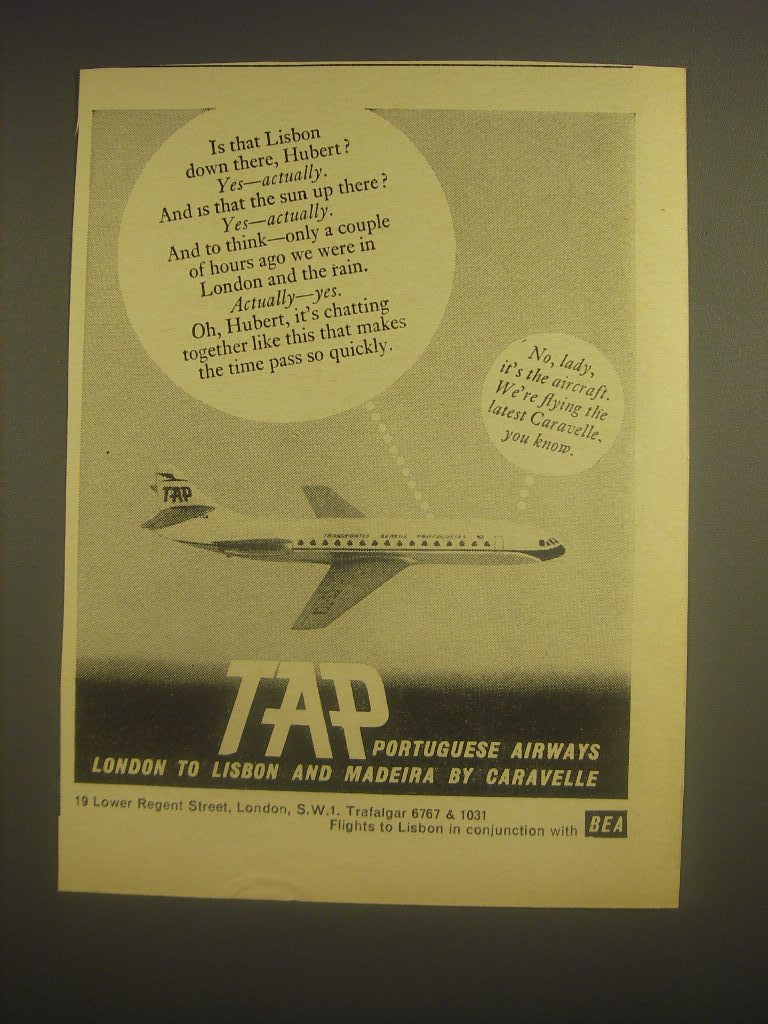 Is that Lisbon
down there, Hubert?
Yes—actually.
And is that the sun up there?
Yes—actually.
And to think—only a couple
of hours ago we were in
London and the rain.
Actually—yes.
Oh, Hubert, it's chatting
together like this that makes
the time pass so quickly.
No, lady,
it's the aircraft.
We're flying the
latest Caravelle,
you know.
TAP
TRANSPORTES AEREOS PORTUGUESES
TAP
PORTUGUESE AIRWAYS
LONDON TO LISBON AND MADEIRA BY CARAVELLE
19 Lower Regent Street, London, S.W.1. Trafalgar 6767 & 1031
Flights to Lisbon in conjunction with BEA